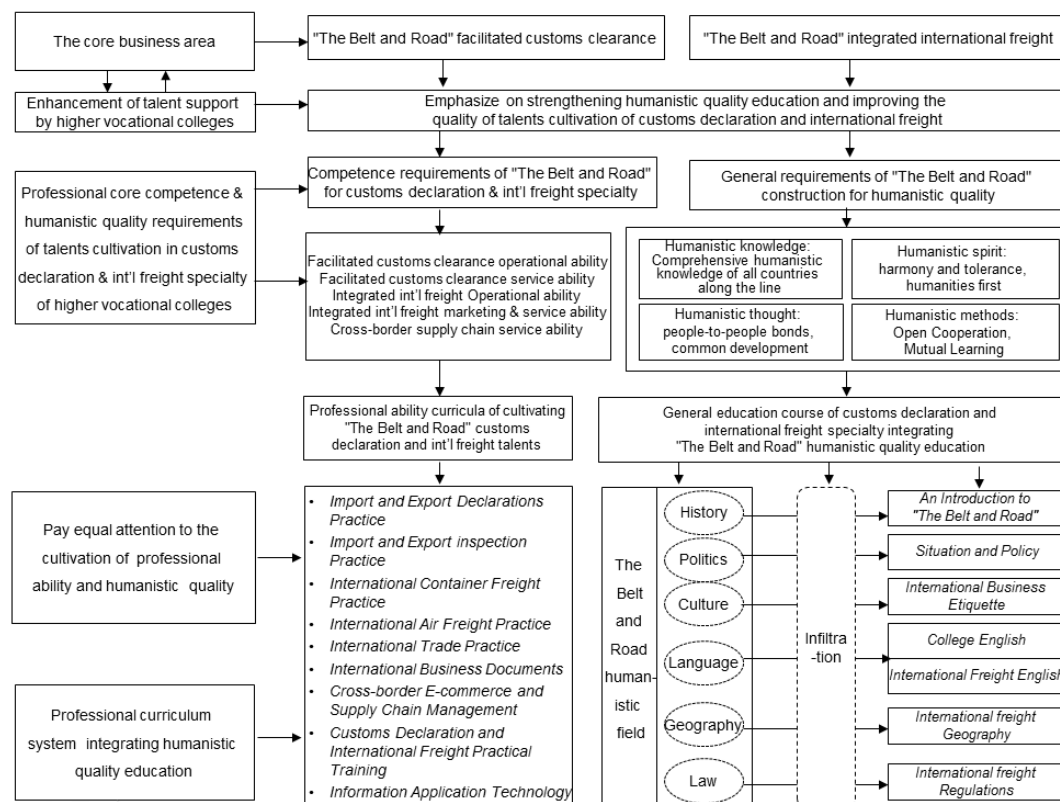 The core business area
"The Belt and Road" facilitated customs clearance
"The Belt and Road" integrated international freight
Enhancement of talent support
by higher vocational colleges
Emphasize on strengthening humanistic quality education and improving the
quality of talents cultivation of customs declaration and international freight
Professional core competence &
humanistic quality requirements
of talents cultivation in customs
declaration & int'l freight specialty
of higher vocational colleges
Competence requirements of "The Belt and Road"
for customs declaration & int'l freight specialty
General requirements of "The Belt and Road"
construction for humanistic quality
Facilitated customs clearance operational ability
Facilitated customs clearance service ability
Integrated int'l freight Operational ability
Integrated int'l freight marketing & service ability
Cross-border supply chain service ability
Humanistic knowledge:
Comprehensive humanistic
knowledge of all countries
along the line
Humanistic spirit:
harmony and tolerance,
humanities first
Humanistic thought:
people-to-people bonds,
common development
Humanistic methods:
Open Cooperation,
Mutual Learning
Professional ability curricula of cultivating
"The Belt and Road" customs
declaration and int'l freight talents
General education course of customs declaration and
international freight specialty integrating
"The Belt and Road" humanistic quality education
Pay equal attention to the
cultivation of professional
ability and humanistic quality
Professional curriculum
system integrating humanistic
quality education
• Import and Export Declarations
Practice
• Import and Export inspection
Practice
• International Container Freight
Practice
• International Air Freight Practice
• International Trade Practice
• International Business Documents
• Cross-border E-commerce and
Supply Chain Management
• Customs Declaration and
International Freight Practical
Training
• Information Application Technology
The
Belt
and
Road
human-
istic
field
History
Politics
Culture
Language
Geography
Law
Infiltra
-tion
An Introduction to
"The Belt and Road"
Situation and Policy
International Business
Etiquette
College English
International Freight English
International freight
Geography
International freight
Regulations